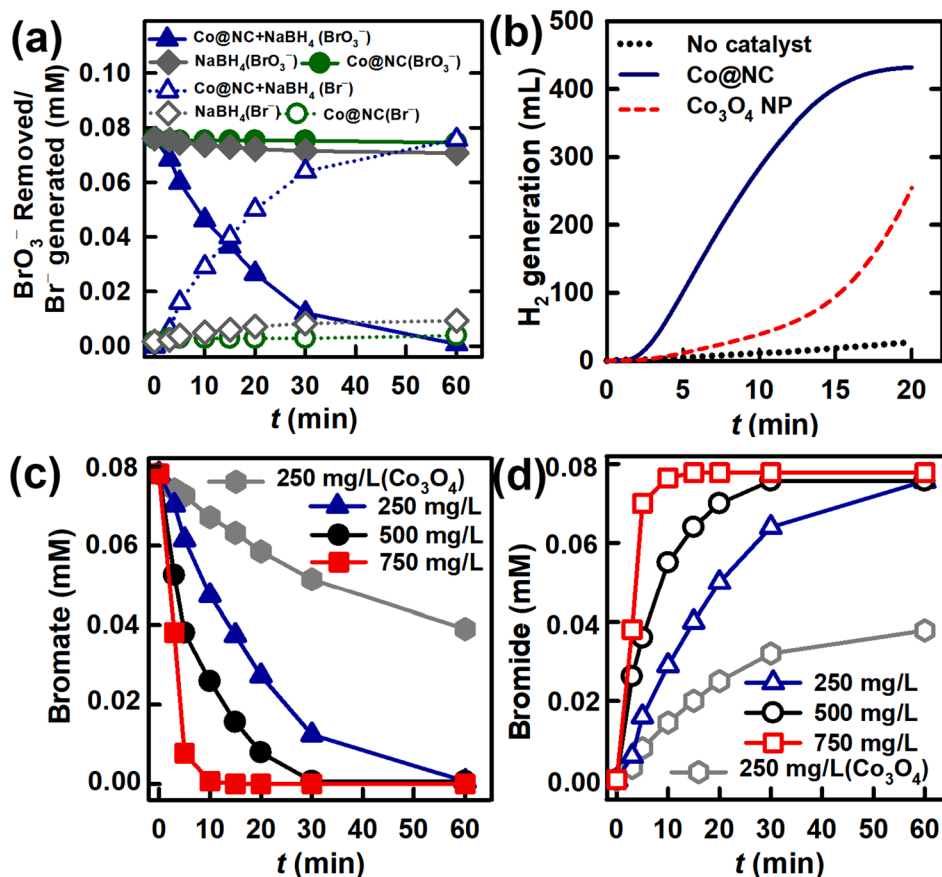 (a)
Co@NC+NaBH₄ (BrO₃⁻)
NaBH₄(BrO₃⁻) Co@NC(BrO₃⁻)
Co@NC+NaBH₄ (Br⁻)
NaBH₄(Br⁻) Co@NC(Br⁻)
BrO₃⁻ Removed/
Br⁻ generated (mM)
0.10
0.08
0.06
0.04
0.02
0.00
0 10 20 30 40 50 60
t (min)
(b)
No catalyst
Co@NC
Co₃O₄ NP
H₂ generation (mL)
500
400
300
200
100
0
0 5 10 15 20
t (min)
(c)
250 mg/L(Co₃O₄)
250 mg/L
500 mg/L
750 mg/L
Bromate (mM)
0.08
0.06
0.04
0.02
0.00
0 10 20 30 40 50 60
t (min)
(d)
Bromide (mM)
0.08
0.06
0.04
0.02
0.00
250 mg/L
500 mg/L
750 mg/L
250 mg/L(Co₃O₄)
0 10 20 30 40 50 60
t (min)